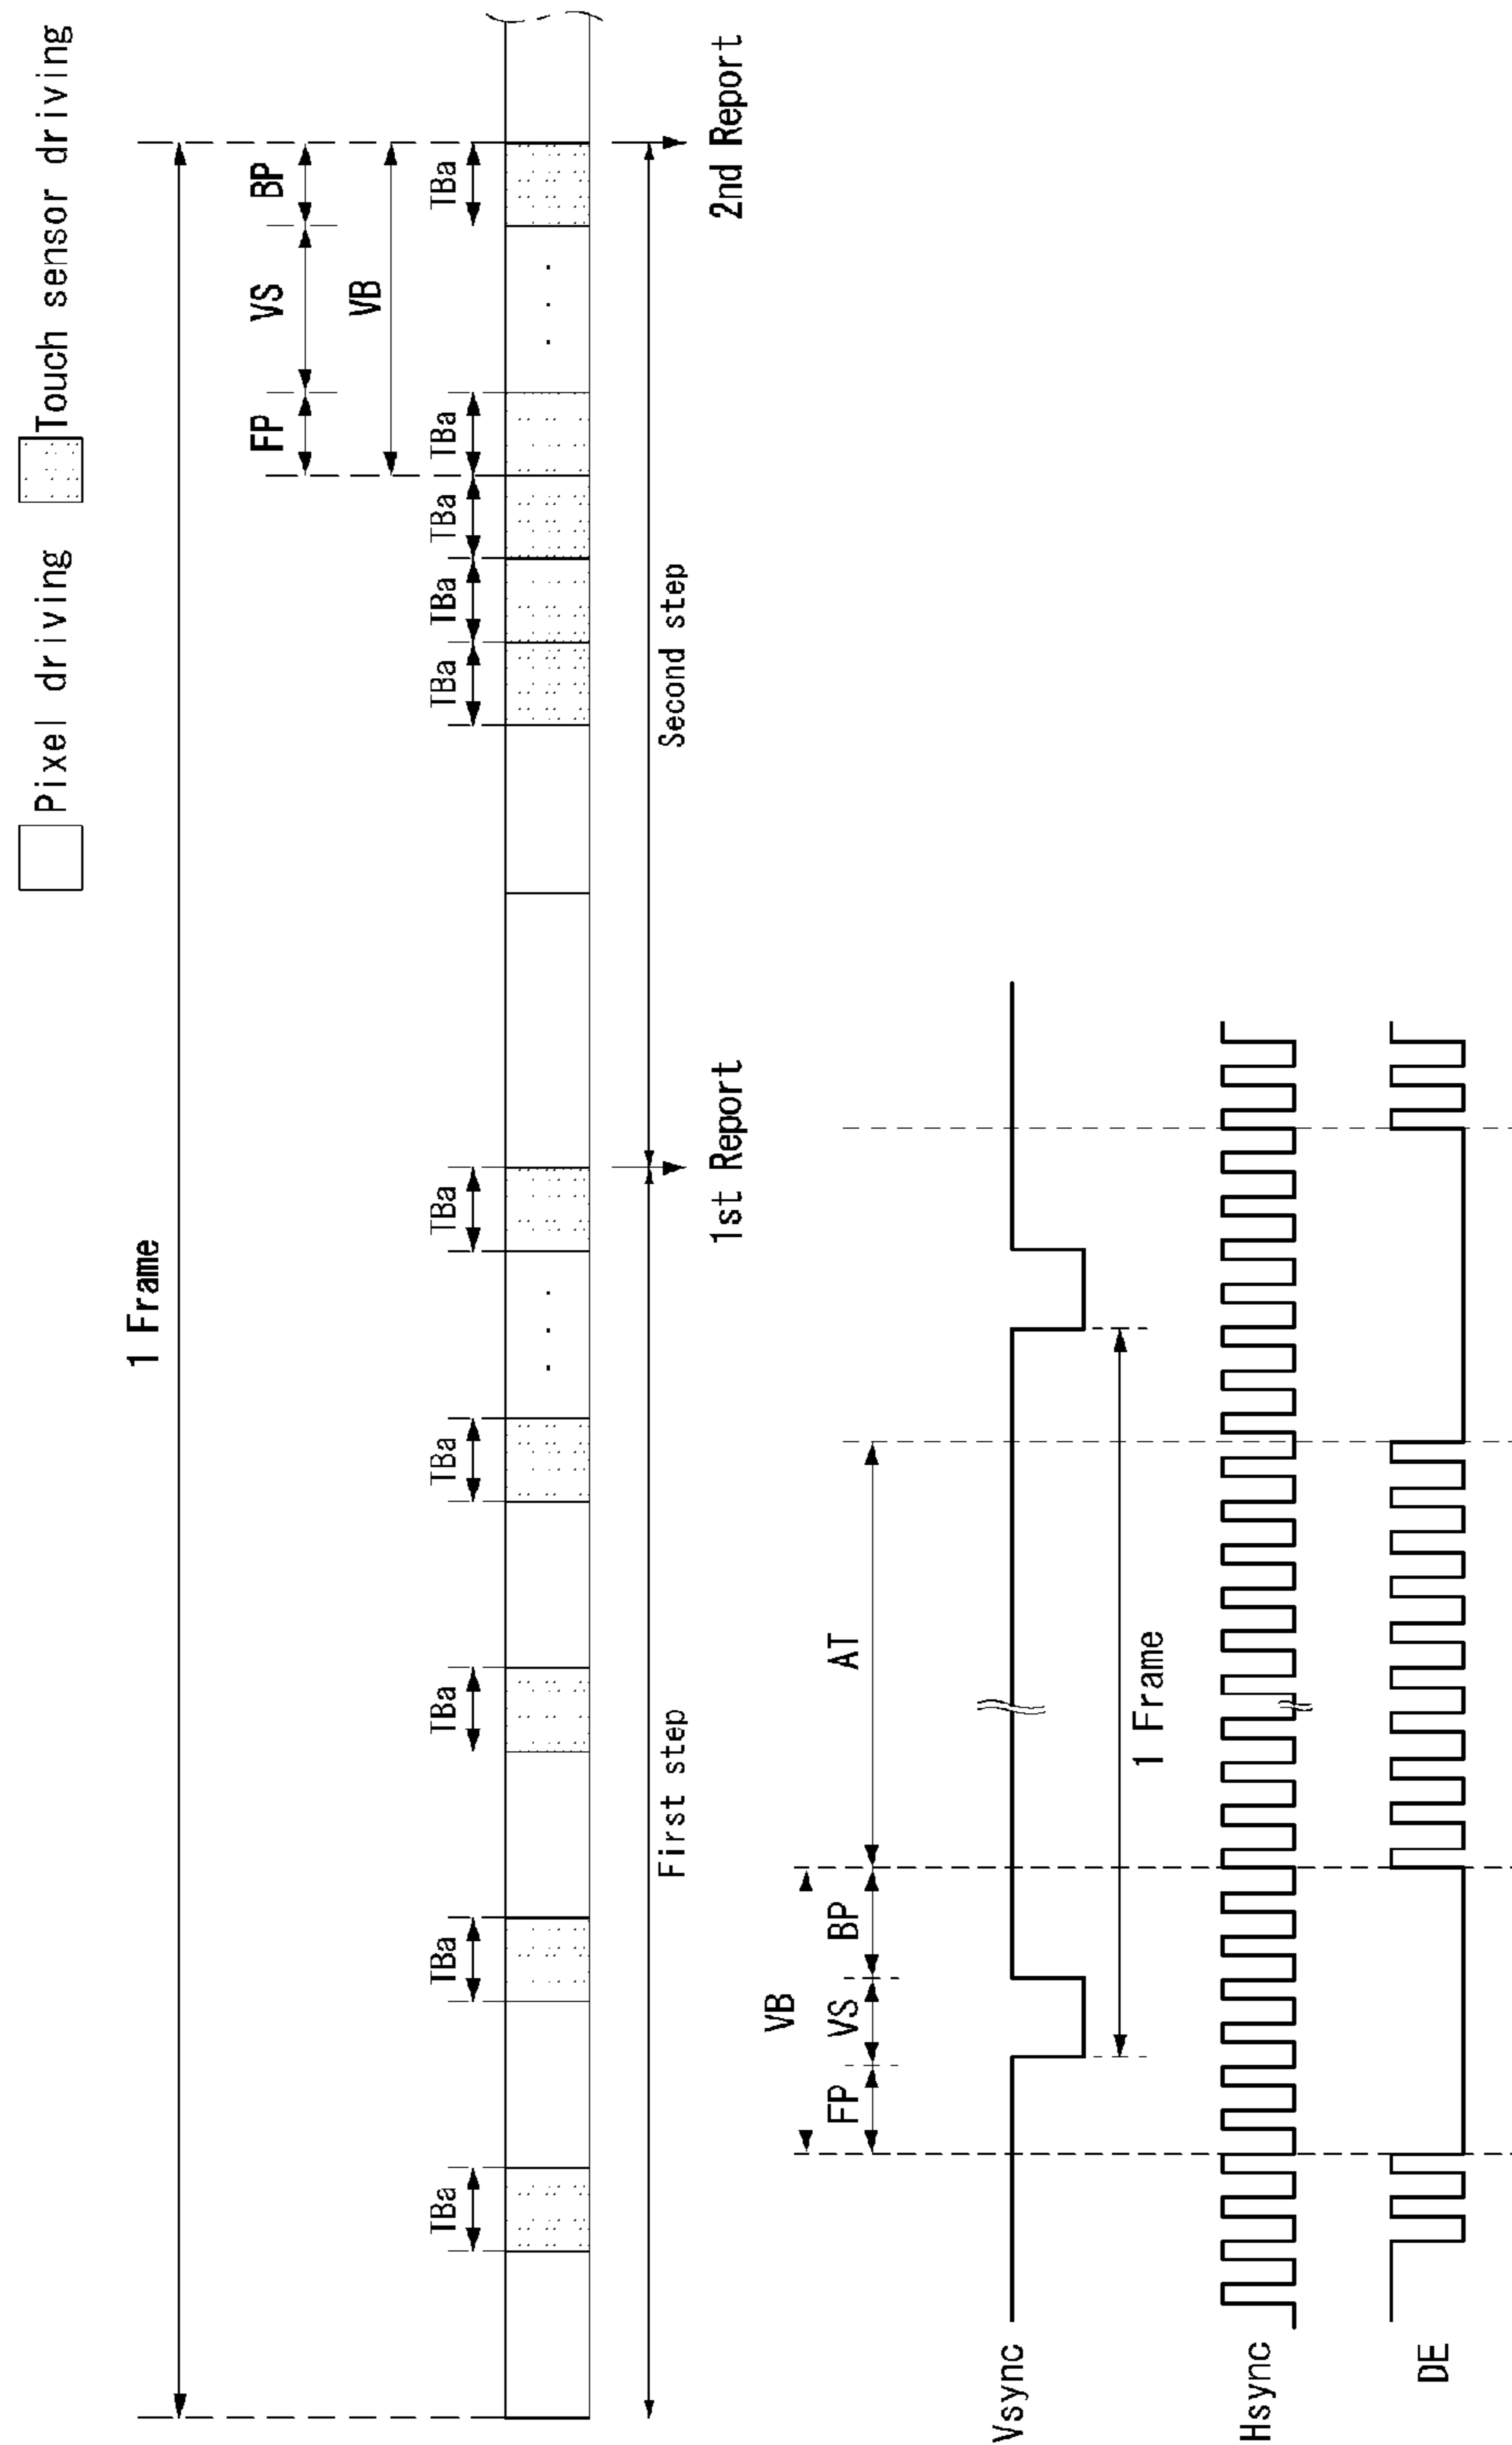 Pixel driving
Touch sensor driving
1 Frame
FP VS BP
VB
TBa TBa TBa TBa TBa TBa TBa TBa TBa TBa
First step Second step
1st Report 2nd Report
VB
FP VS BP AT
Vsync
1 Frame
Hsync
DE